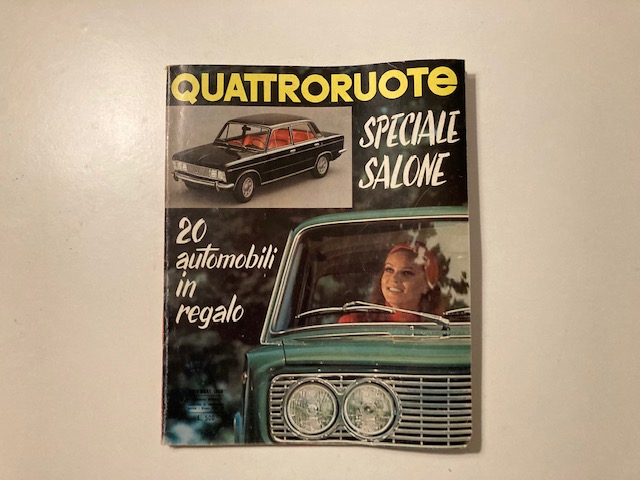 QUATTRORUOTE
SPECIALE
SALONE
20
automobili
in
regalo